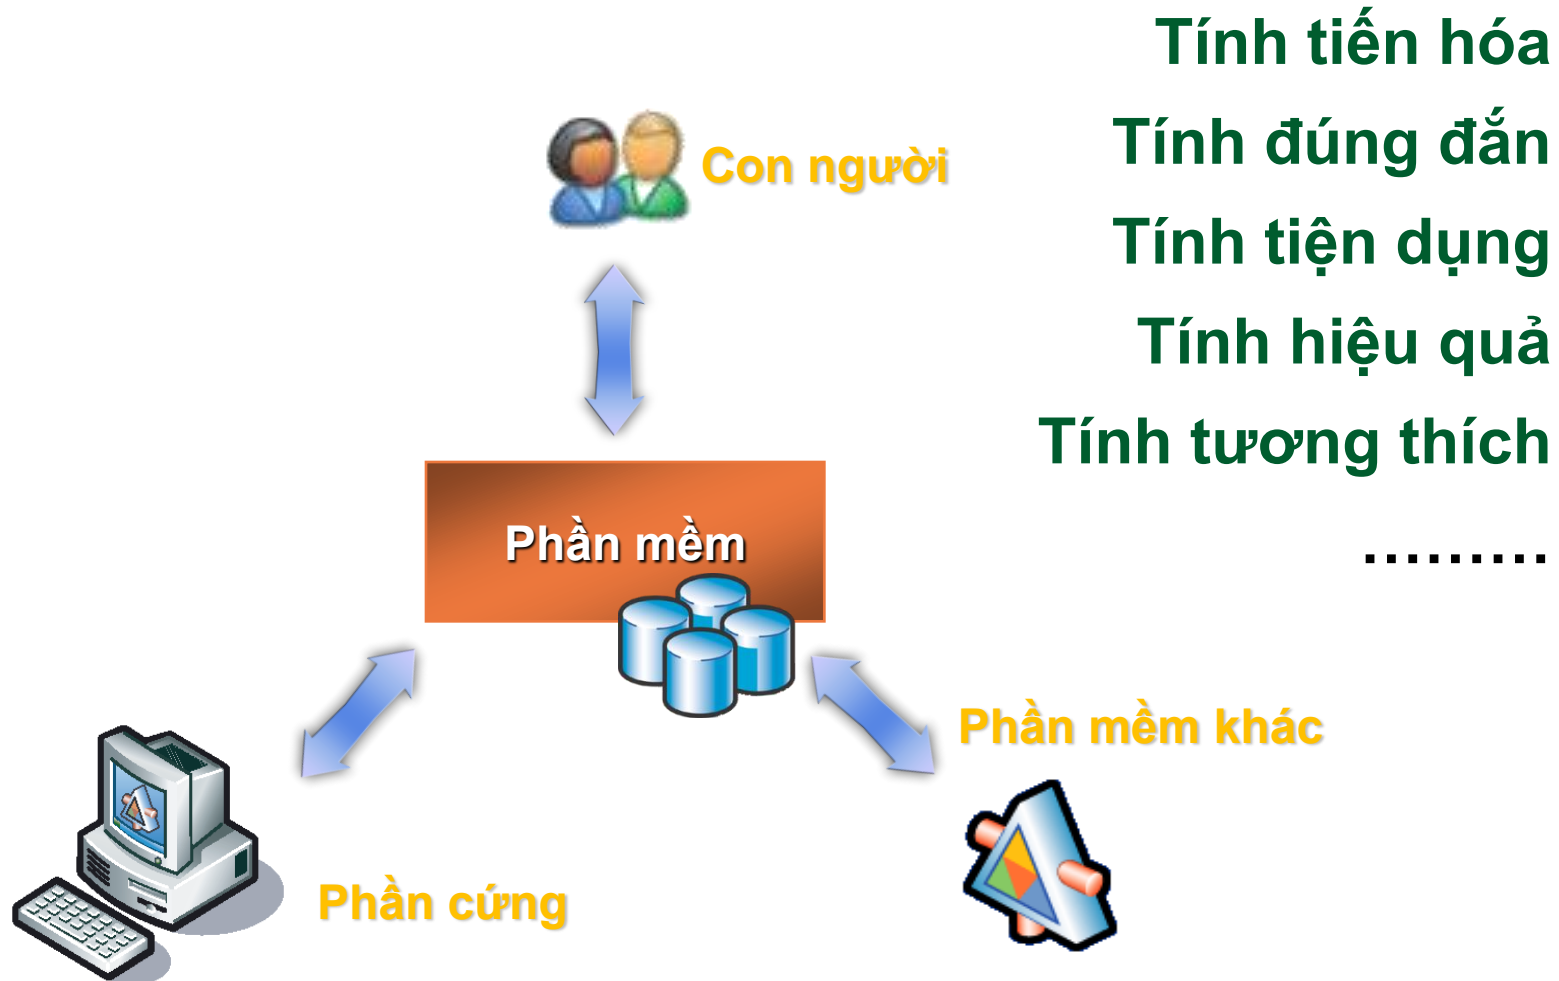 Tính tiến hóa
Tính đúng đắn
Tính tiện dụng
Tính hiệu quả
Tính tương thích
.........
Con người
Phần mềm
Phần mềm khác
Phần cứng